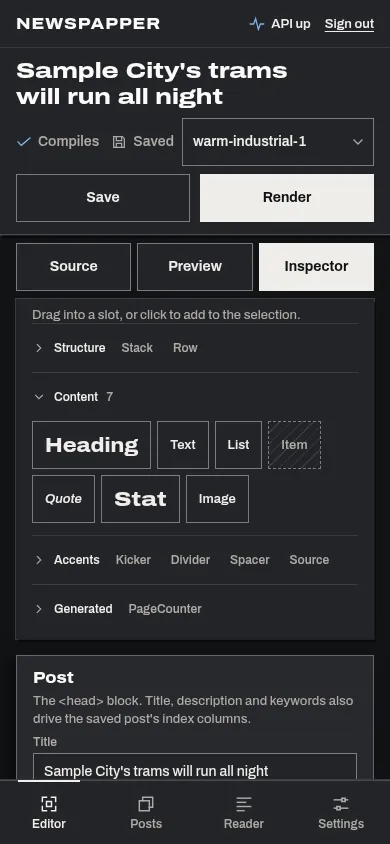 NEWSPAPPER
API up
Sign out
Sample City's trams
will run all night
Compiles
Saved
warm-industrial-1
Save
Render
Source
Preview
Inspector
Drag into a slot, or click to add to the selection.
Structure Stack Row
Content 7
Heading Text List Item
Quote Stat Image
Accents Kicker Divider Spacer Source
Generated PageCounter
Post
The <head> block. Title, description and keywords also
drive the saved post's index columns.
Title
Sample City's trams will run all night
Editor Posts Reader Settings